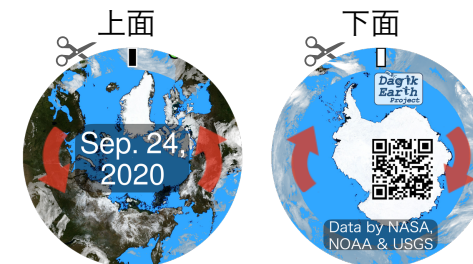 上面
下面
Sep. 24,
2020
Dagik
Earth
Project
Data by NASA,
NOAA & USGS